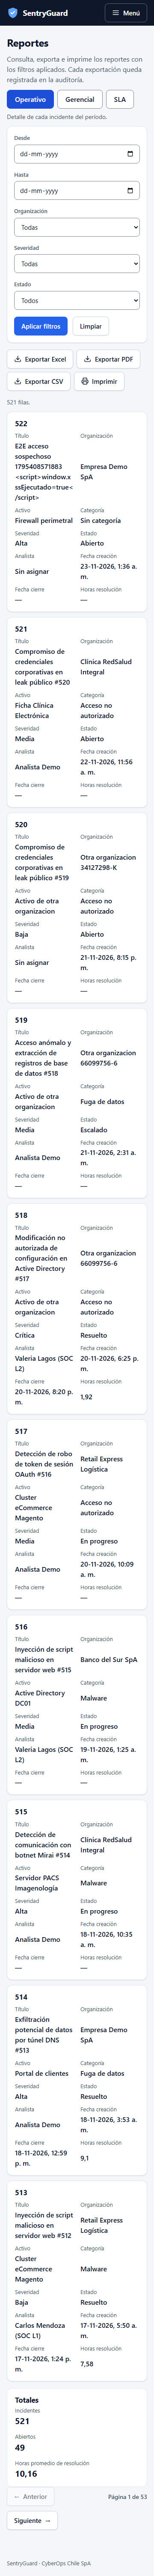 SentryGuard
Menú
Reportes
Consulta, exporta e imprime los reportes con
los filtros aplicados. Cada exportación queda
registrada en la auditoría.
Operativo
Gerencial
SLA
Detalle de cada incidente del período.
Desde
dd-mm-yyyy
Hasta
dd-mm-yyyy
Organización
Todas
Severidad
Todas
Estado
Todos
Aplicar filtros
Limpiar
Exportar Excel
Exportar PDF
Exportar CSV
Imprimir
521 filas.
522
Título
Organización
E2E acceso
sospechoso
1795408571883
<script>window.x
ssEjecutado=true<
/script>
Empresa Demo
SpA
Activo
Categoría
Firewall perimetral
Sin categoría
Severidad
Estado
Alta
Abierto
Analista
Fecha creación
Sin asignar
23-11-2026, 1:36 a.
m.
Fecha cierre
Horas resolución
—
—
521
Título
Organización
Compromiso de
credenciales
corporativas en
leak público #520
Clínica RedSalud
Integral
Activo
Categoría
Ficha Clínica
Electrónica
Acceso no
autorizado
Severidad
Estado
Media
Abierto
Analista
Fecha creación
Analista Demo
22-11-2026, 11:56
a. m.
Fecha cierre
Horas resolución
—
—
520
Título
Organización
Compromiso de
credenciales
corporativas en
leak público #519
Otra organizacion
34127298-K
Activo
Categoría
Activo de otra
organizacion
Acceso no
autorizado
Severidad
Estado
Baja
Abierto
Analista
Fecha creación
Sin asignar
21-11-2026, 8:15 p.
m.
Fecha cierre
Horas resolución
—
—
519
Título
Organización
Acceso anómalo y
extracción de
registros de base
de datos #518
Otra organizacion
66099756-6
Activo
Categoría
Activo de otra
organizacion
Fuga de datos
Severidad
Estado
Media
Escalado
Analista
Fecha creación
Analista Demo
21-11-2026, 2:31 a.
m.
Fecha cierre
Horas resolución
—
—
518
Título
Organización
Modificación no
autorizada de
configuración en
Active Directory
#517
Otra organizacion
66099756-6
Activo
Categoría
Activo de otra
organizacion
Acceso no
autorizado
Severidad
Estado
Crítica
Resuelto
Analista
Fecha creación
Valeria Lagos (SOC
L2)
20-11-2026, 6:25 p.
m.
Fecha cierre
Horas resolución
20-11-2026, 8:20 p.
m.
1,92
517
Título
Organización
Detección de robo
de token de sesión
OAuth #516
Retail Express
Logística
Activo
Categoría
Cluster
eCommerce
Magento
Acceso no
autorizado
Severidad
Estado
Media
En progreso
Analista
Fecha creación
Analista Demo
20-11-2026, 10:09
a. m.
Fecha cierre
Horas resolución
—
—
516
Título
Organización
Inyección de script
malicioso en
servidor web #515
Banco del Sur SpA
Activo
Categoría
Active Directory
DC01
Malware
Severidad
Estado
Media
En progreso
Analista
Fecha creación
Valeria Lagos (SOC
L2)
19-11-2026, 1:25 a.
m.
Fecha cierre
Horas resolución
—
—
515
Título
Organización
Detección de
comunicación con
botnet Mirai #514
Clínica RedSalud
Integral
Activo
Categoría
Servidor PACS
Imagenología
Malware
Severidad
Estado
Alta
En progreso
Analista
Fecha creación
Analista Demo
18-11-2026, 10:35
a. m.
Fecha cierre
Horas resolución
—
—
514
Título
Organización
Exfiltración
potencial de datos
por túnel DNS
#513
Empresa Demo
SpA
Activo
Categoría
Portal de clientes
Fuga de datos
Severidad
Estado
Alta
Resuelto
Analista
Fecha creación
Analista Demo
18-11-2026, 3:53 a.
m.
Fecha cierre
Horas resolución
18-11-2026, 12:59
p. m.
9,1
513
Título
Organización
Inyección de script
malicioso en
servidor web #512
Retail Express
Logística
Activo
Categoría
Cluster
eCommerce
Magento
Malware
Severidad
Estado
Baja
Resuelto
Analista
Fecha creación
Carlos Mendoza
(SOC L1)
17-11-2026, 5:50 a.
m.
Fecha cierre
Horas resolución
17-11-2026, 1:24 p.
m.
7,58
Totales
Incidentes
521
Abiertos
49
Horas promedio de resolución
10,16
← Anterior
Página 1 de 53
Siguiente →
SentryGuard · CyberOps Chile SpA